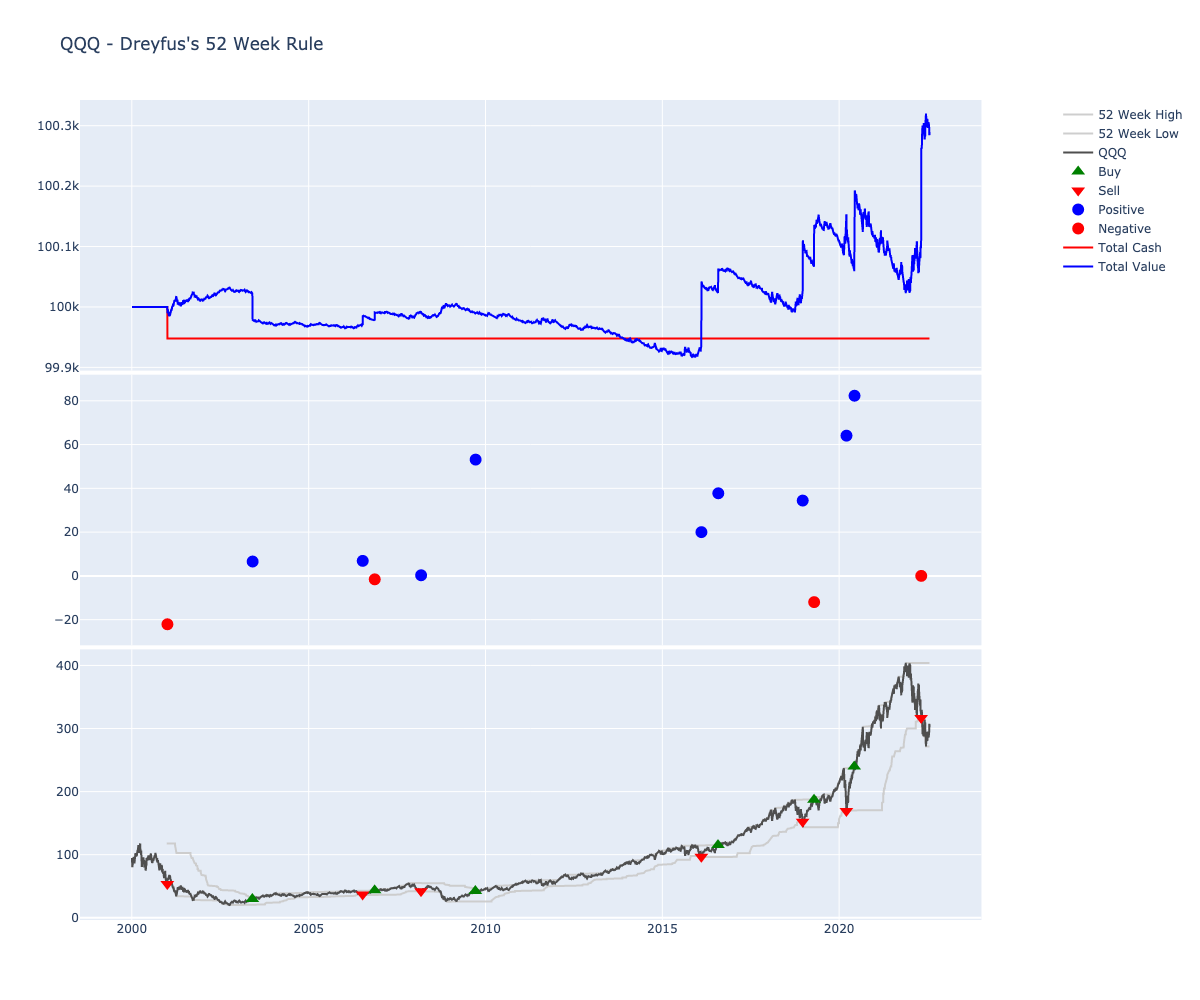 QQQ - Dreyfus's 52 Week Rule
100.3k
100.2k
100.1k
100k
99.9k
52 Week High
52 Week Low
QQQ
Buy
Sell
Positive
Negative
Total Cash
Total Value
80
60
40
20
0
−20
400
300
200
100
0
2000
2005
2010
2015
2020